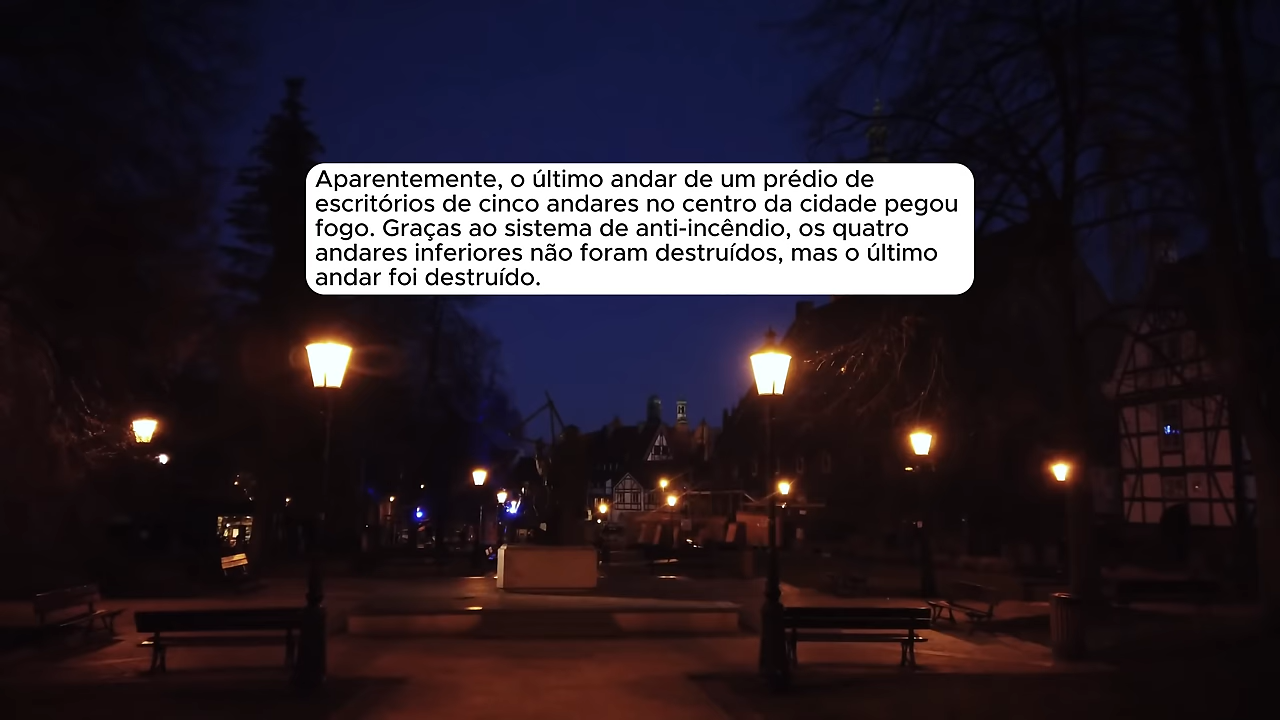 Aparentemente, o último andar de um prédio de
escritórios de cinco andares no centro da cidade pegou
fogo. Graças ao sistema de anti-incêndio, os quatro
andares inferiores não foram destruídos, mas o último
andar foi destruído.